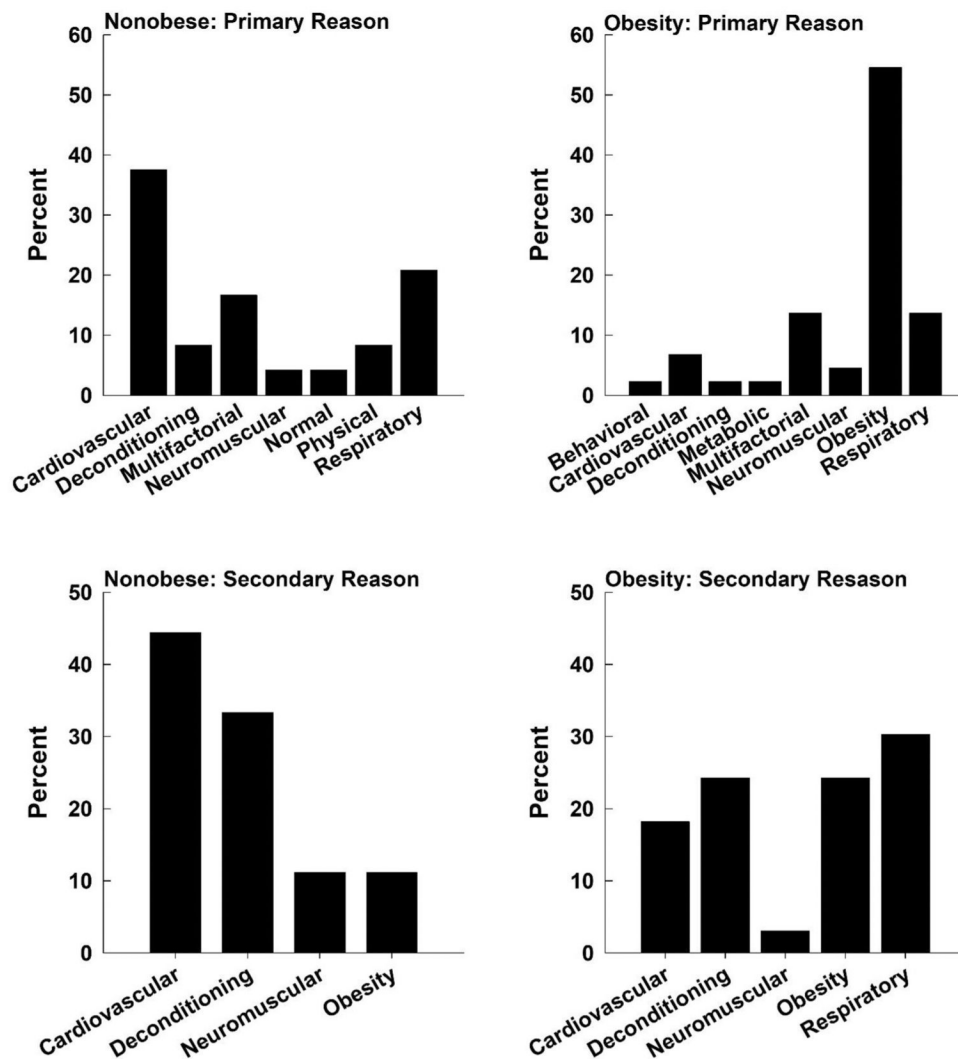 Nonobese: Primary Reason
60
50
40
30
20
10
0
Percent
Cardiovascular
Deconditioning
Multifactorial
Neuromuscular
Normal
Physical
Respiratory
Obesity: Primary Reason
60
50
40
30
20
10
0
Percent
Behavioral
Cardiovascular
Deconditioning
Metabolic
Multifactorial
Neuromuscular
Obesity
Respiratory
Nonobese: Secondary Reason
50
40
30
20
10
0
Percent
Cardiovascular
Deconditioning
Neuromuscular
Obesity
Obesity: Secondary Resason
50
40
30
20
10
0
Percent
Cardiovascular
Deconditioning
Neuromuscular
Obesity
Respiratory